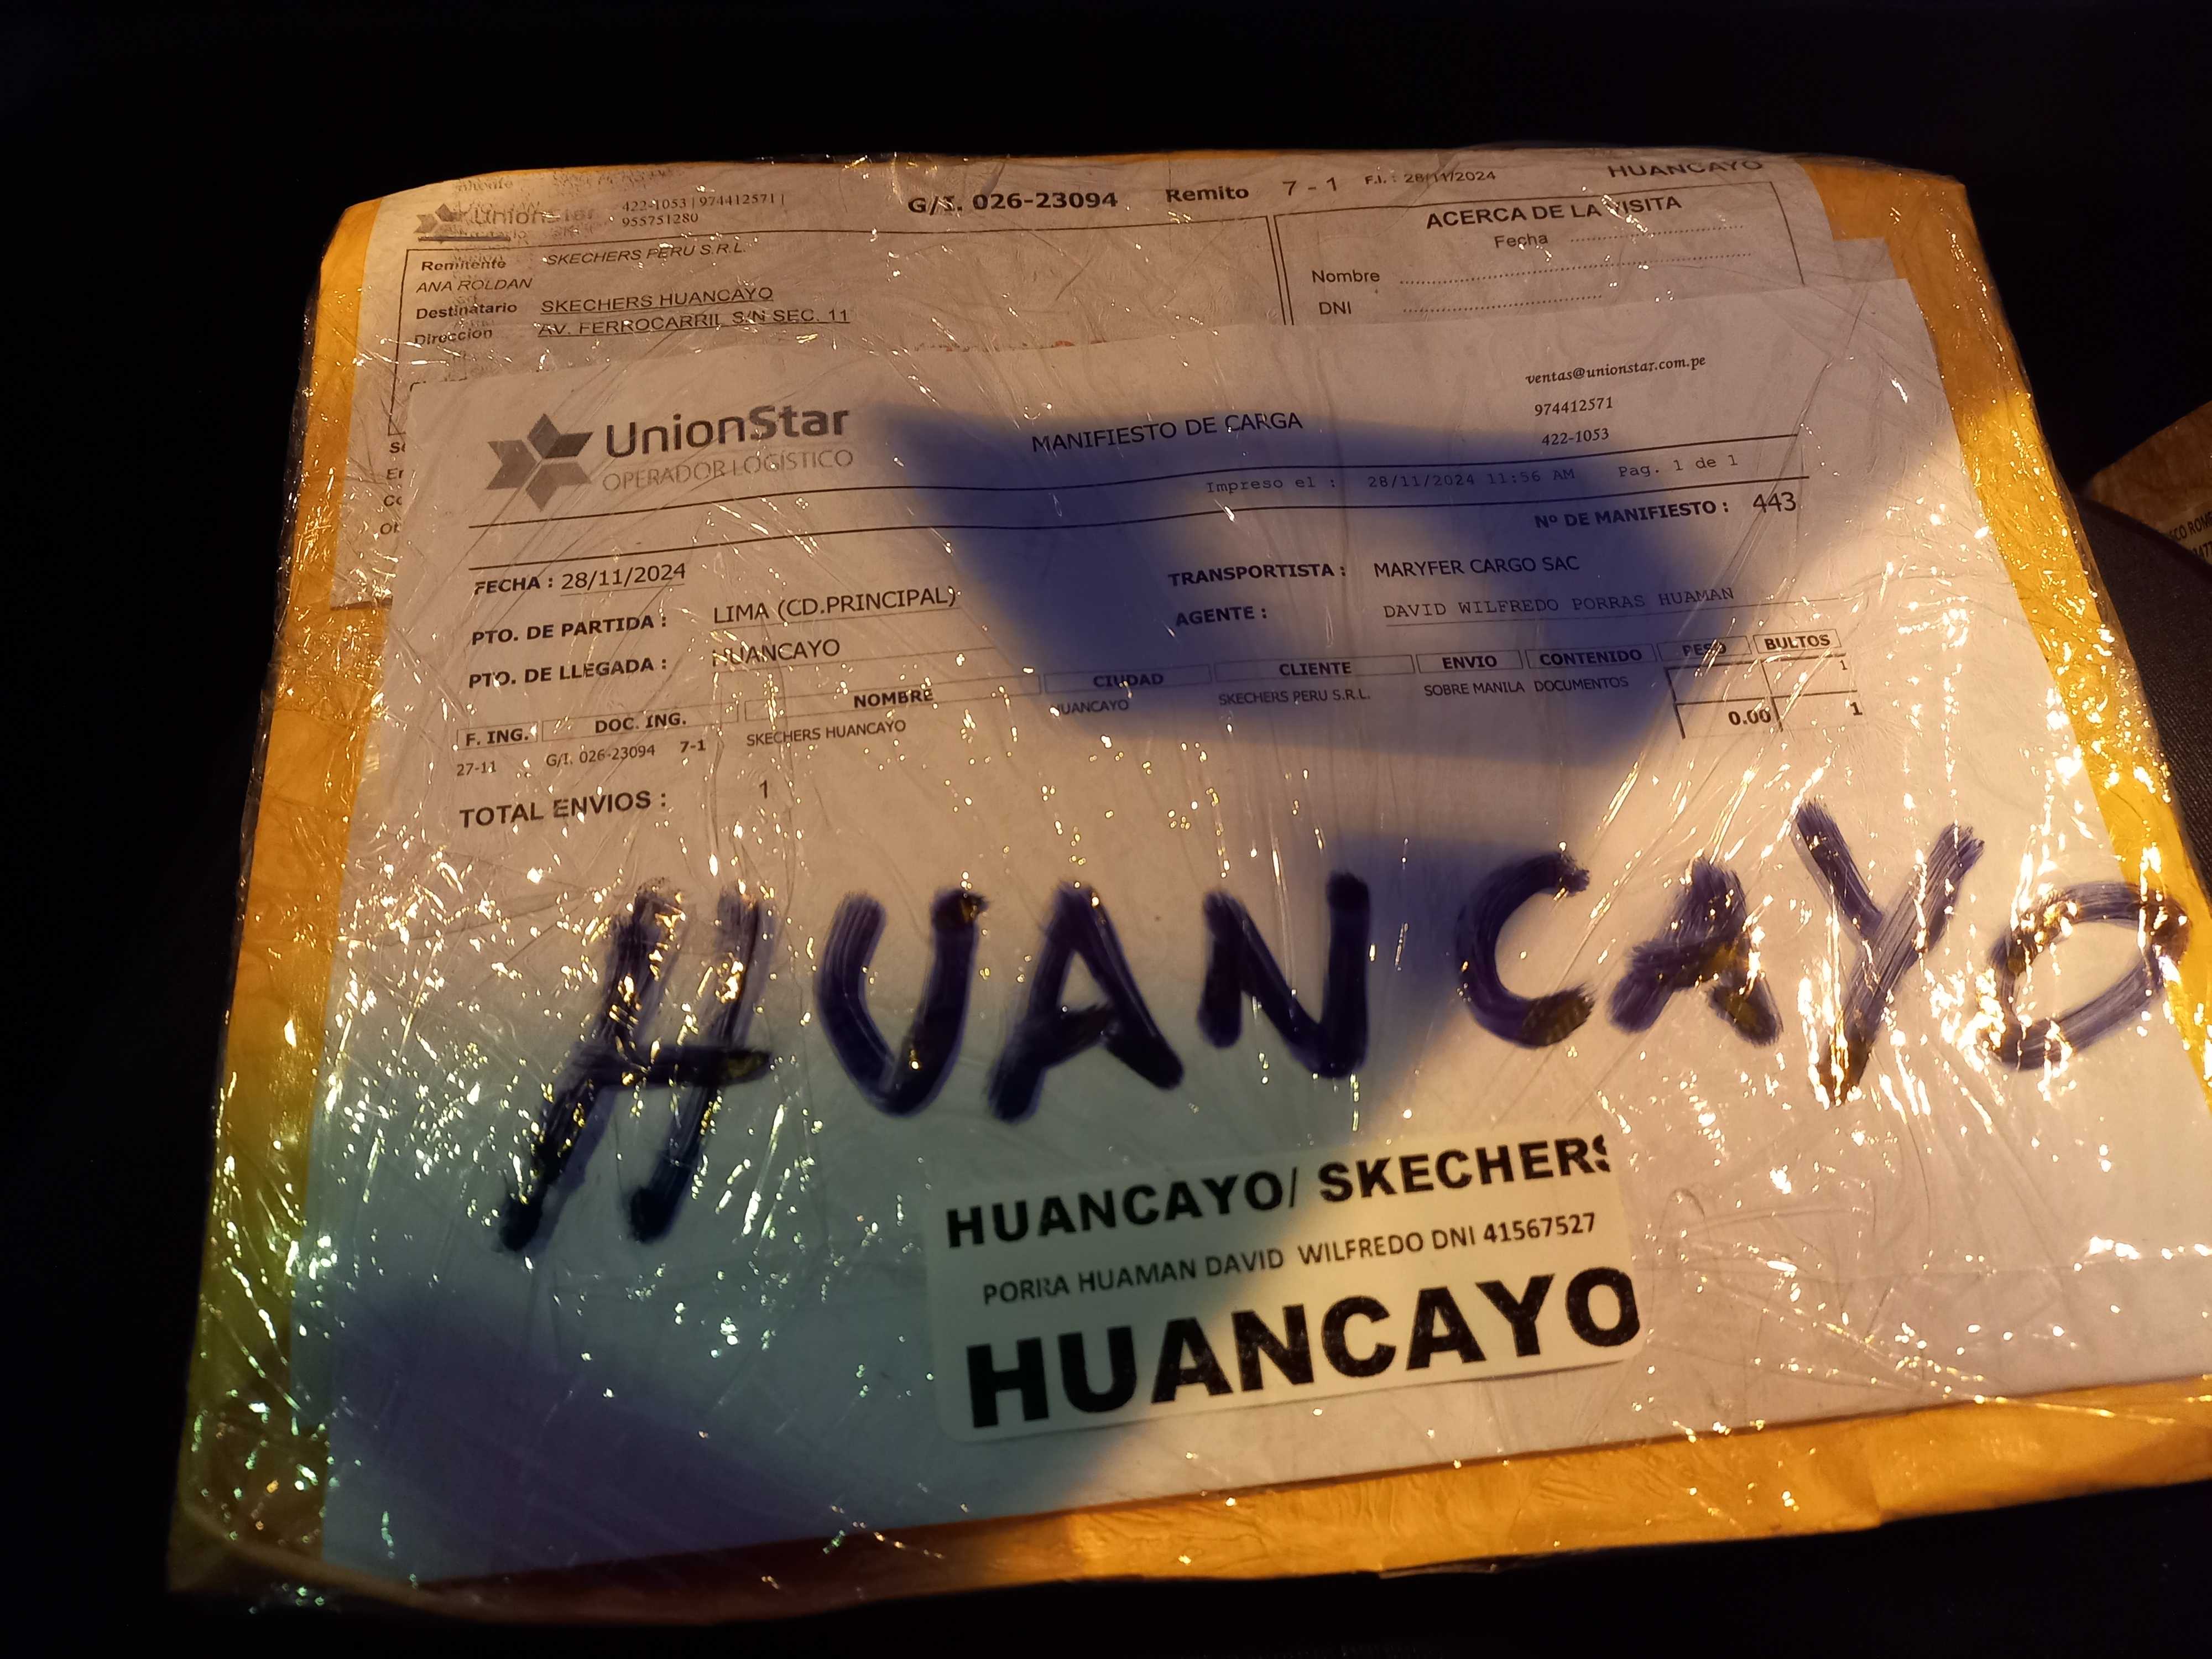 UnionStar 422-1053 | 974412571 | G/I. 026-23094 Remito 7 - 1 F.I. : 28/11/2024 HUANCAYO
955751280
ACERCA DE LA VISITA
Remitente SKECHERS PERU S.R.L. Fecha
ANA ROLDAN Nombre
Destinatario SKECHERS HUANCAYO DNI
Direccion AV. FERROCARRIL S/N SEC. 11
ventas@unionstar.com.pe
UnionStar MANIFIESTO DE CARGA 974412571
OPERADOR LOGÍSTICO 422-1053
Impreso el : 28/11/2024 11:56 AM Pag. 1 de 1
Nº DE MANIFIESTO : 443
FECHA : 28/11/2024 TRANSPORTISTA : MARYFER CARGO SAC
PTO. DE PARTIDA : LIMA (CD.PRINCIPAL) AGENTE : DAVID WILFREDO PORRAS HUAMAN
PTO. DE LLEGADA : HUANCAYO
F. ING. DOC. ING. NOMBRE CIUDAD CLIENTE ENVIO CONTENIDO PESO BULTOS
27-11 G/I. 026-23094 7-1 SKECHERS HUANCAYO HUANCAYO SKECHERS PERU S.R.L. SOBRE MANILA DOCUMENTOS 1
0.00 1
TOTAL ENVIOS : 1
HUANCAYO
HUANCAYO/ SKECHERS
PORRA HUAMAN DAVID WILFREDO DNI 41567527
HUANCAYO